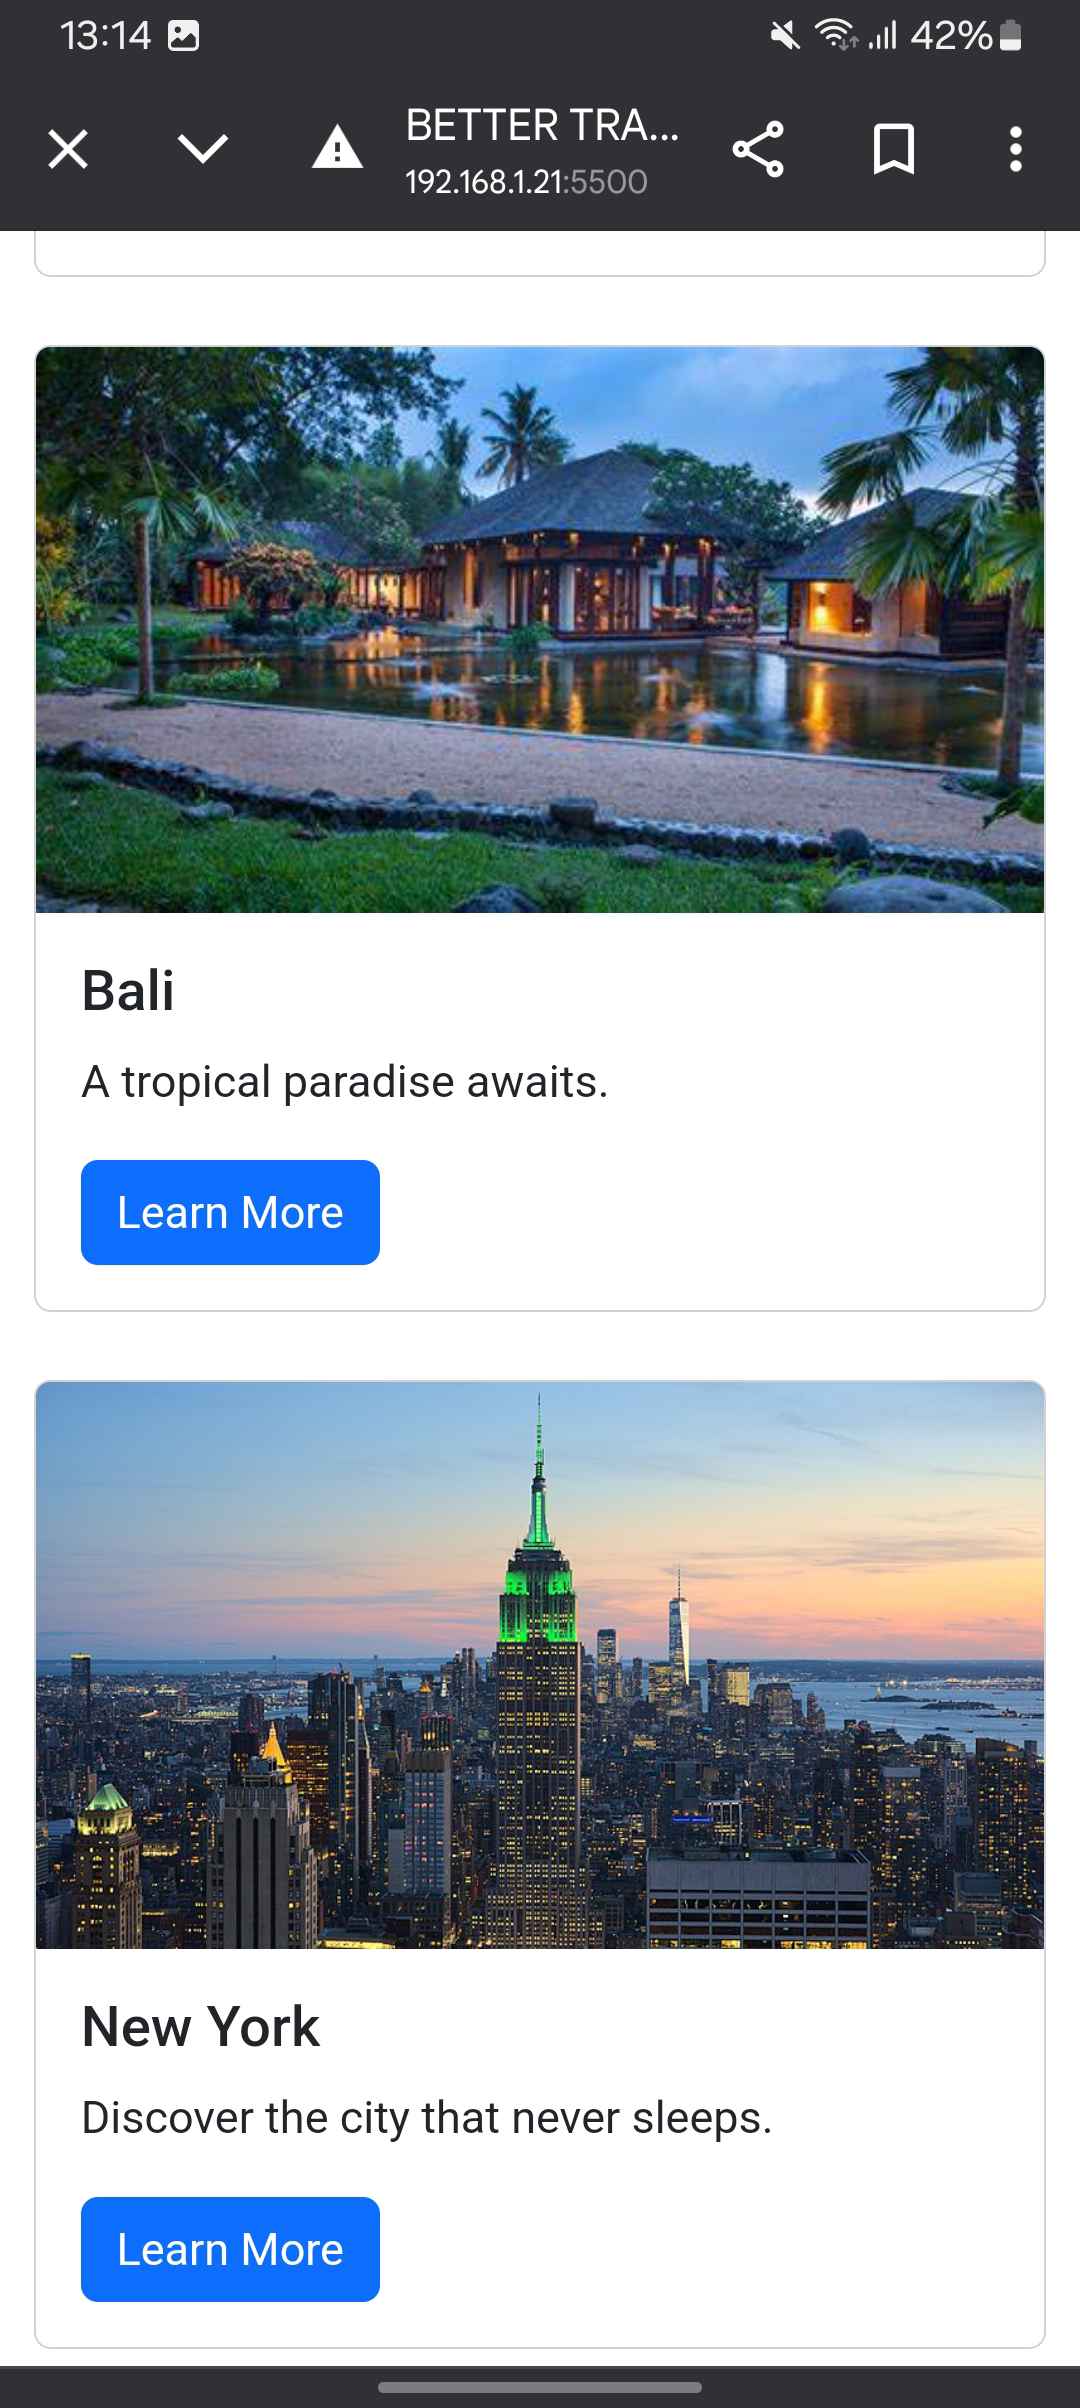 13:14
42%
BETTER TRA...
192.168.1.21:5500
Bali
A tropical paradise awaits.
Learn More
New York
Discover the city that never sleeps.
Learn More